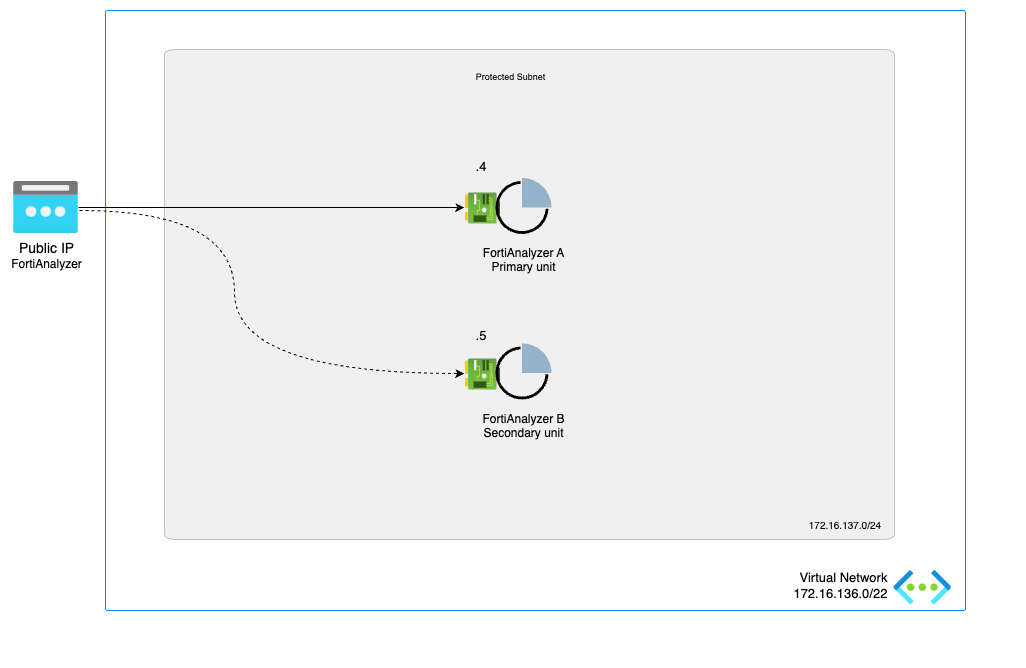 Protected Subnet
.4
Public IP
FortiAnalyzer
FortiAnalyzer A
Primary unit
.5
FortiAnalyzer B
Secondary unit
172.16.137.0/24
Virtual Network
172.16.136.0/22